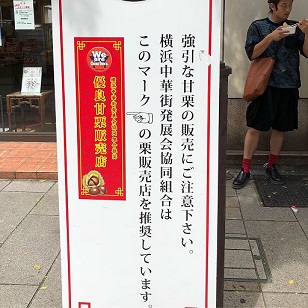 強引な甘栗の販売にご注意下さい。
横浜中華街発展会協同組合は
このマーク☜の栗販売店を推奨しています。
We are
優良甘栗販売店